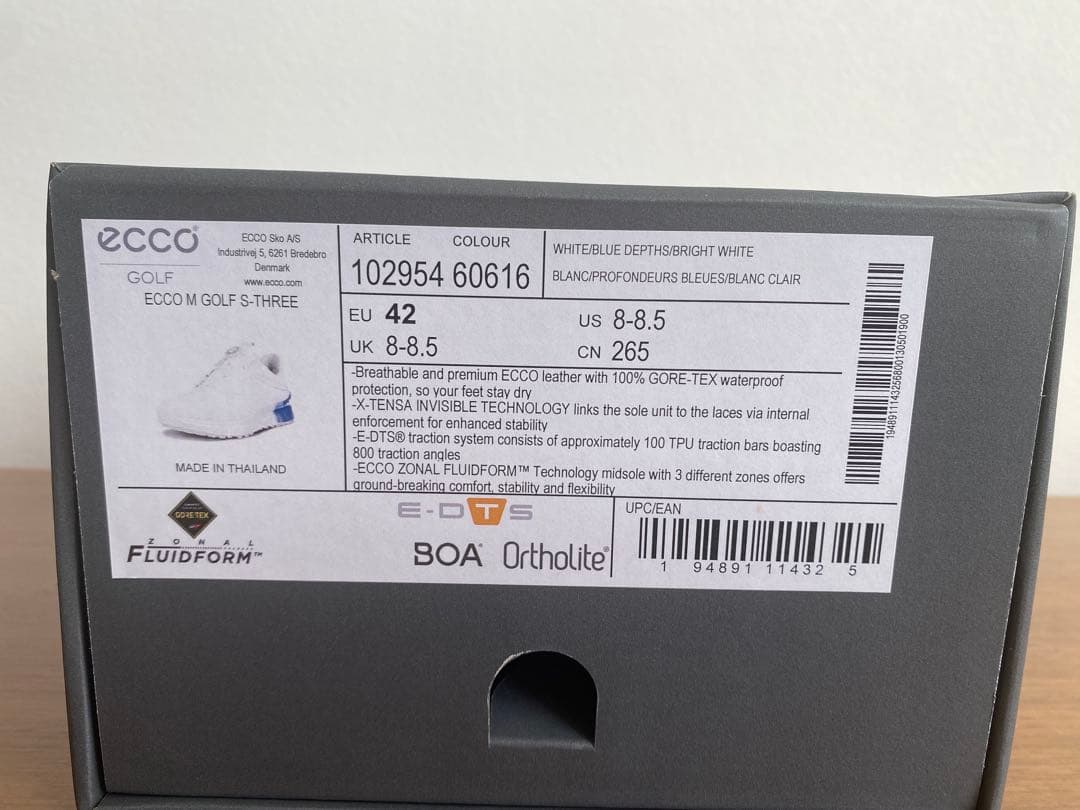 ecco
GOLF
ECCO Sko A/S
Industrivej 5, 6261 Bredebro
Denmark
www.ecco.com
ECCO M GOLF S-THREE
MADE IN THAILAND
ARTICLE COLOUR
102954 60616
WHITE/BLUE DEPTHS/BRIGHT WHITE
BLANC/PROFONDEURS BLEUES/BLANC CLAIR
EU 42 US 8-8.5
UK 8-8.5 CN 265
-Breathable and premium ECCO leather with 100% GORE-TEX waterproof
protection, so your feet stay dry
-X-TENSA INVISIBLE TECHNOLOGY links the sole unit to the laces via internal
enforcement for enhanced stability
-E-DTS® traction system consists of approximately 100 TPU traction bars boasting
800 traction angles
-ECCO ZONAL FLUIDFORM™ Technology midsole with 3 different zones offers
ground-breaking comfort, stability and flexibility
GORE-TEX
ZONAL
FLUIDFORM™
E-DTS
BOA® Ortholite®
UPC/EAN
1 94891 11432 5